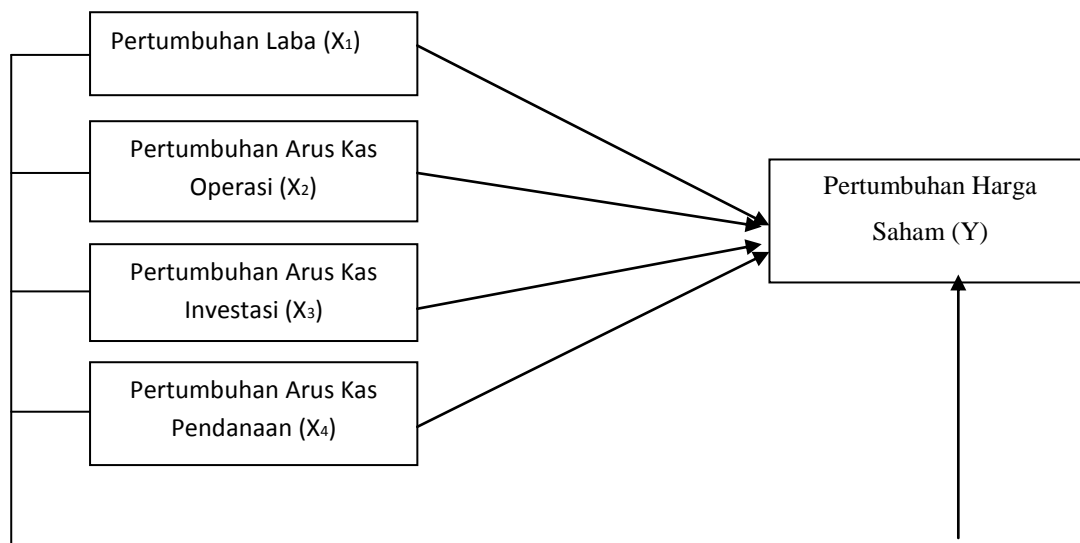 Pertumbuhan Laba (X₁)
Pertumbuhan Arus Kas
Operasi (X₂)
Pertumbuhan Arus Kas
Investasi (X₃)
Pertumbuhan Arus Kas
Pendanaan (X₄)
Pertumbuhan Harga
Saham (Y)